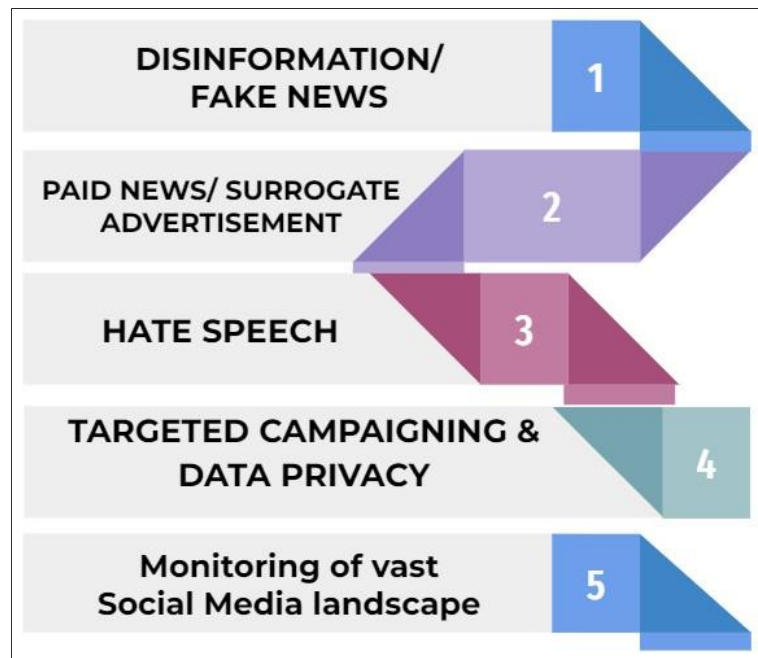 DISINFORMATION/
FAKE NEWS
1
PAID NEWS/ SURROGATE
ADVERTISEMENT
2
HATE SPEECH
3
TARGETED CAMPAIGNING &
DATA PRIVACY
4
Monitoring of vast
Social Media landscape
5